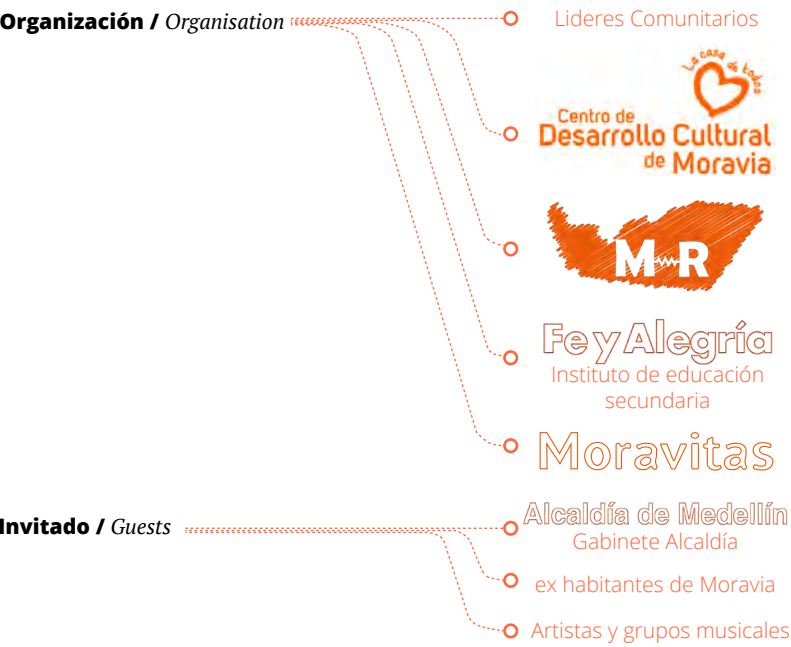 Organización / Organisation
Lideres Comunitarios
La casa de todos
Centro de
Desarrollo Cultural
de Moravia
M R
Fe y Alegría
Instituto de educación
secundaria
Moravitas
Invitado / Guests
Alcaldía de Medellín
Gabinete Alcaldía
ex habitantes de Moravia
Artistas y grupos musicales